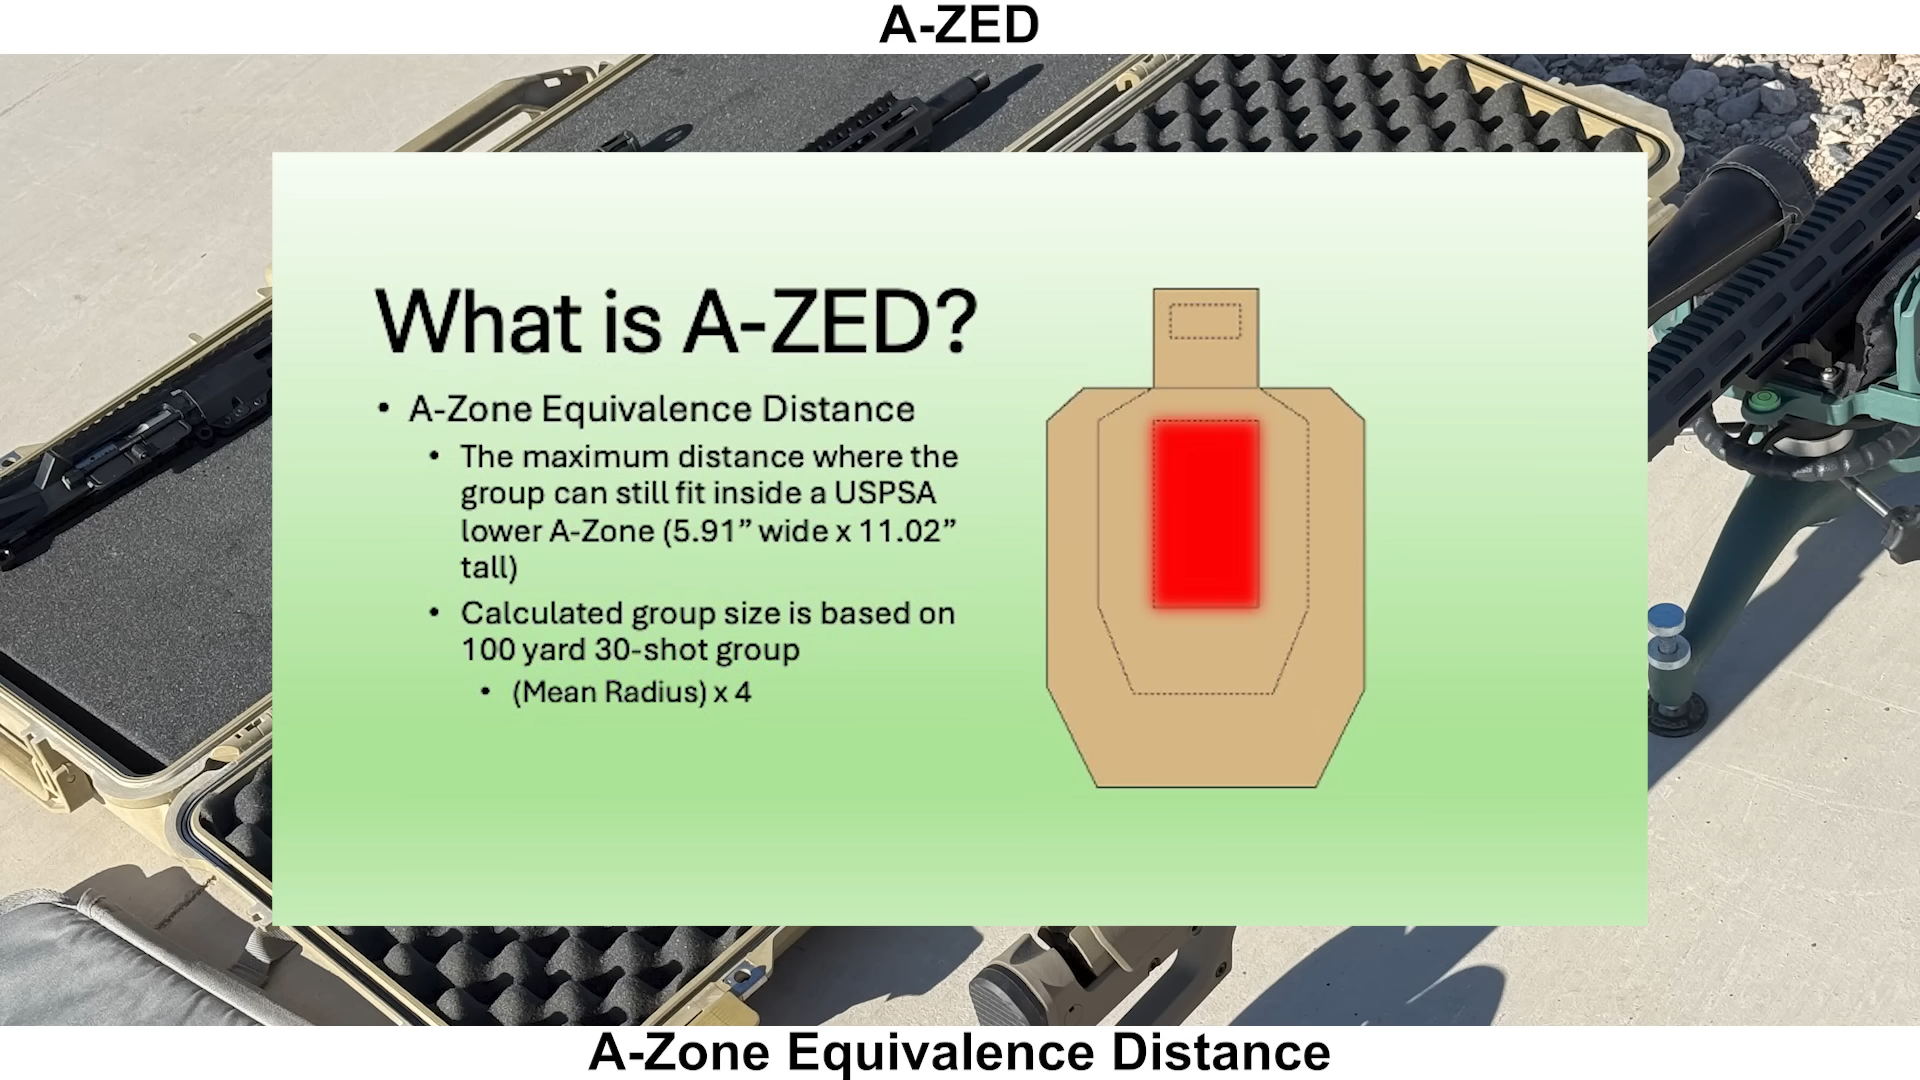 A-ZED
What is A-ZED?
• A-Zone Equivalence Distance
• The maximum distance where the
group can still fit inside a USPSA
lower A-Zone (5.91” wide x 11.02”
tall)
• Calculated group size is based on
100 yard 30-shot group
• (Mean Radius) x 4
A-Zone Equivalence Distance